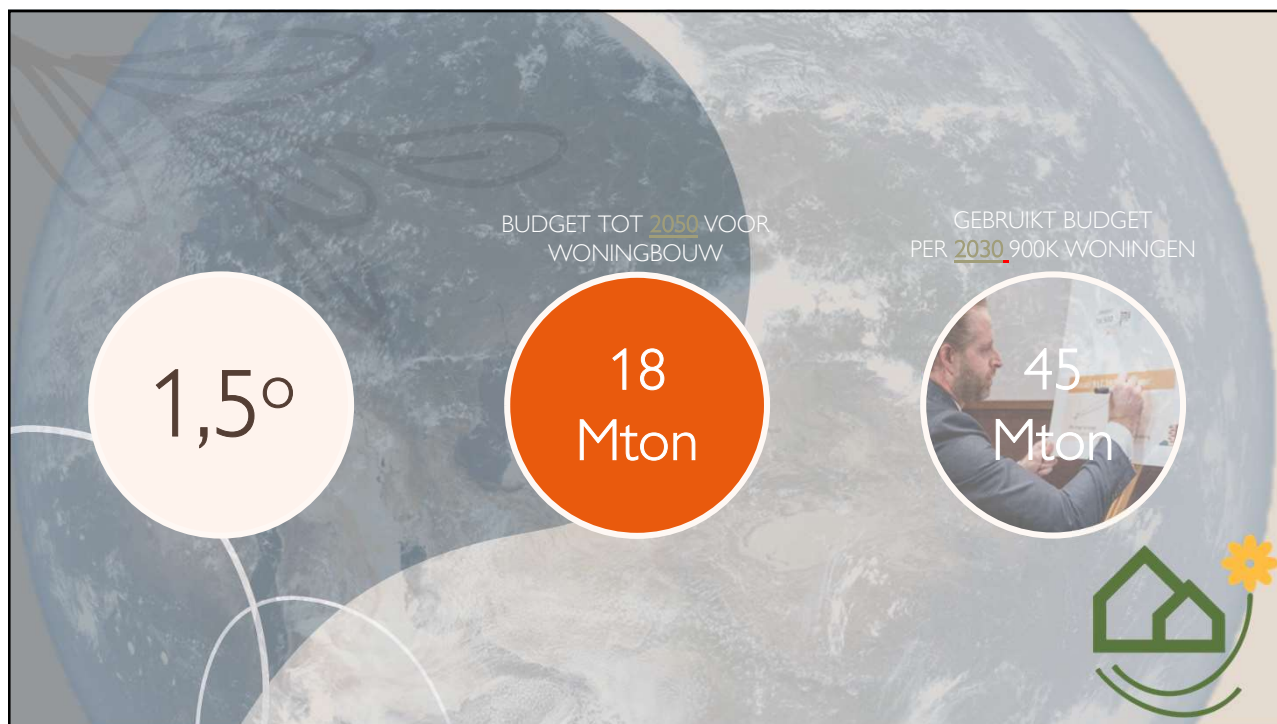 1,5°
BUDGET TOT 2050 VOOR
WONINGBOUW
18
Mton
GEBRUIKT BUDGET
PER 2030 900K WONINGEN
45
Mton